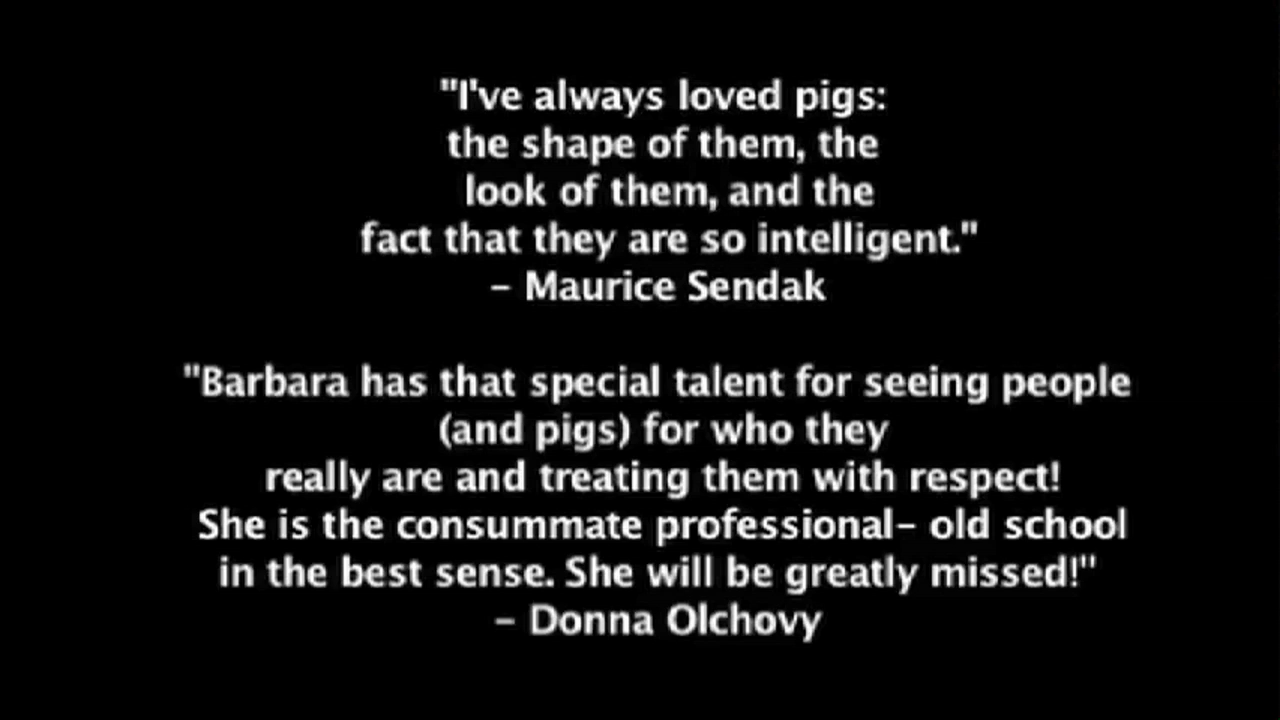 "I've always loved pigs:
the shape of them, the
look of them, and the
fact that they are so intelligent."
– Maurice Sendak
"Barbara has that special talent for seeing people
(and pigs) for who they
really are and treating them with respect!
She is the consummate professional– old school
in the best sense. She will be greatly missed!"
– Donna Olchovy